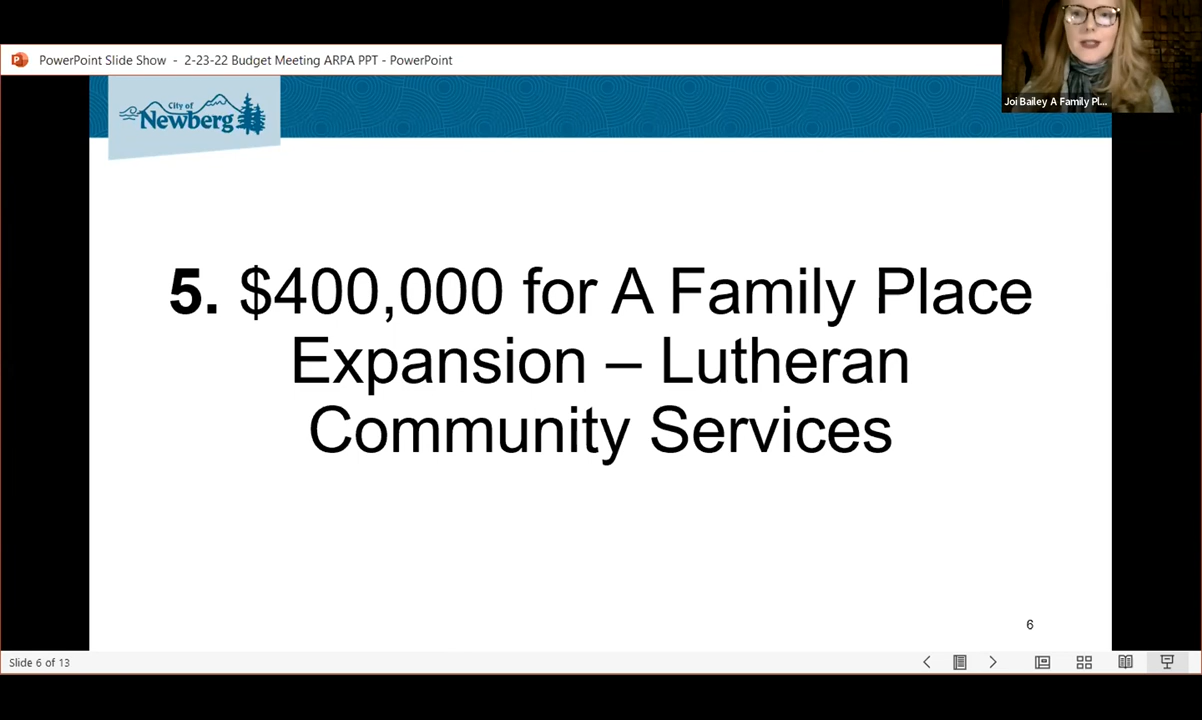 PowerPoint Slide Show - 2-23-22 Budget Meeting ARPA PPT - PowerPoint
Joi Bailey A Family Pl...
City of
Newberg
5. $400,000 for A Family Place
Expansion – Lutheran
Community Services
6
Slide 6 of 13